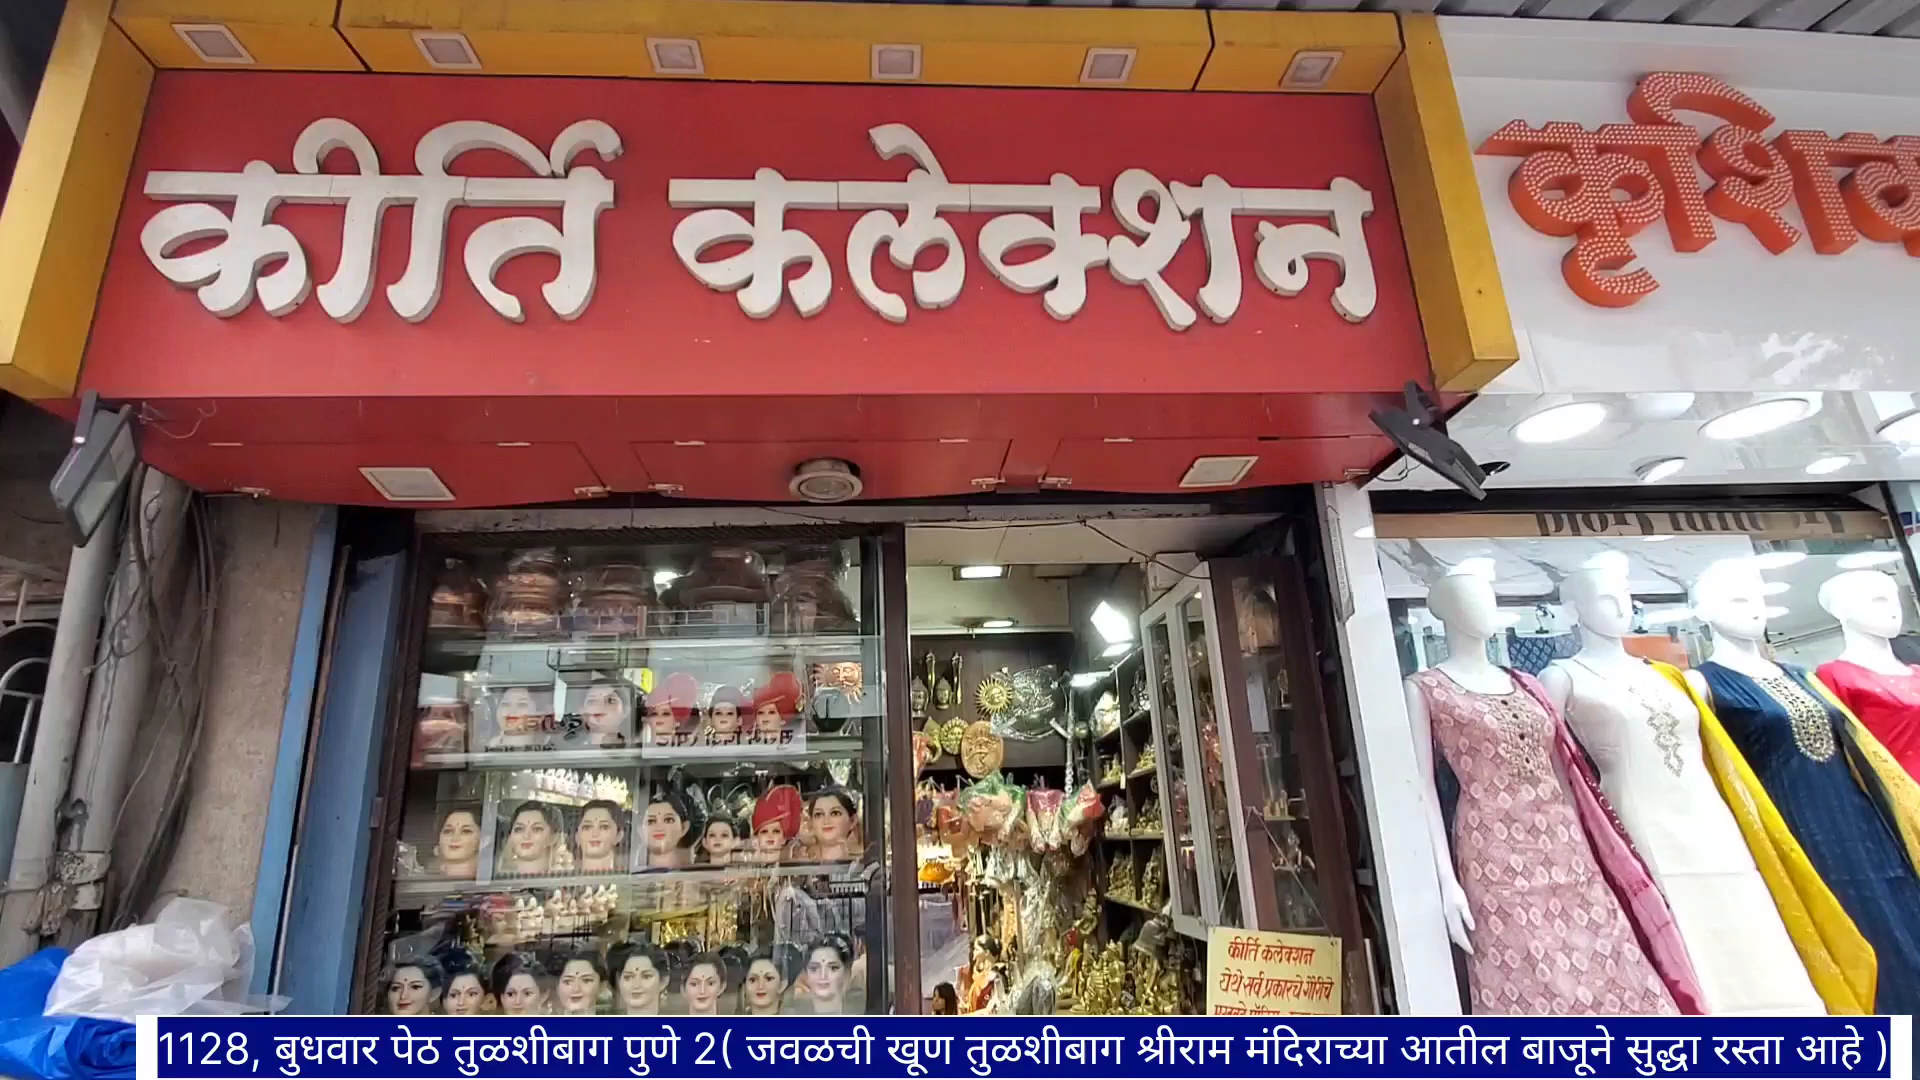 कीर्ति कलेक्शन
कृशिव
कीर्ति कलेक्शन
येथे सर्व प्रकारचे गौरीचे
1128, बुधवार पेठ तुळशीबाग पुणे 2( जवळची खूण तुळशीबाग श्रीराम मंदिराच्या आतील बाजूने सुद्धा रस्ता आहे )